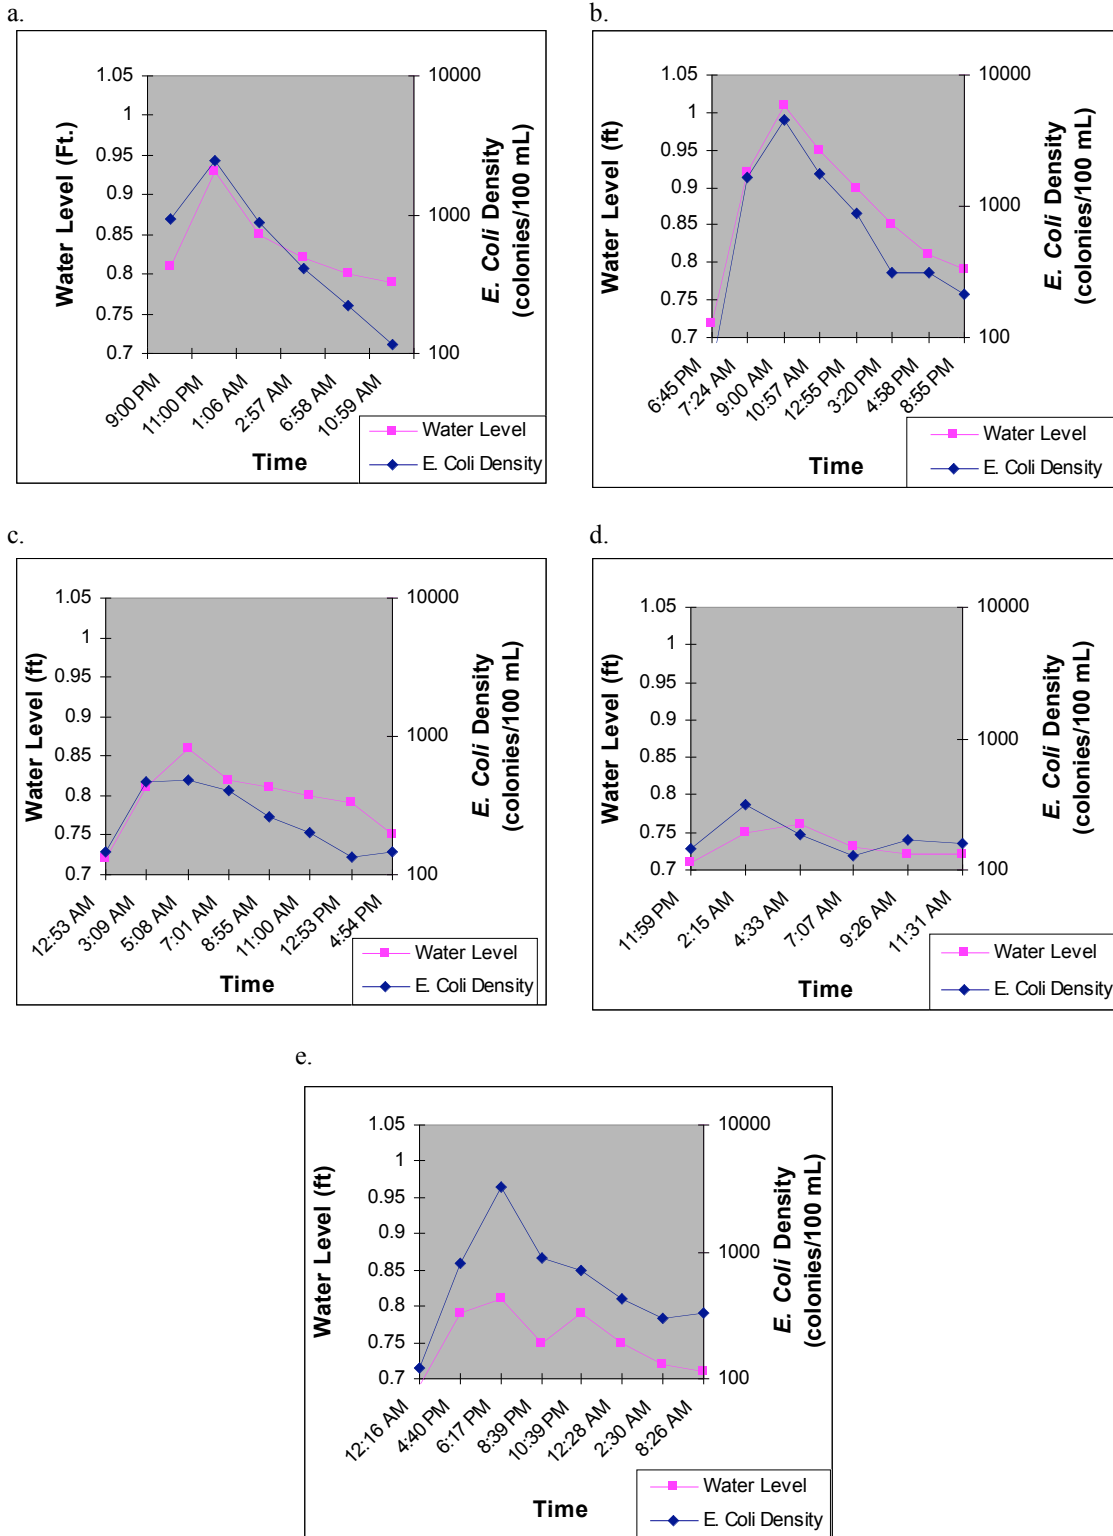 a.
1.05
1
0.95
0.9
0.85
0.8
0.75
0.7
Water Level (Ft.)
10000
1000
100
E. Coli Density
(colonies/100 mL)
9:00 PM
11:00 PM
1:06 AM
2:57 AM
6:58 AM
10:59 AM
Time
Water Level
E. Coli Density
b.
1.05
1
0.95
0.9
0.85
0.8
0.75
0.7
Water Level (ft)
10000
1000
100
E. Coli Density
(colonies/100 mL)
6:45 PM
7:24 AM
9:00 AM
10:57 AM
12:55 PM
3:20 PM
4:58 PM
8:55 PM
Time
Water Level
E. Coli Density
c.
1.05
1
0.95
0.9
0.85
0.8
0.75
0.7
Water Level (ft)
10000
1000
100
E. Coli Density
(colonies/100 mL)
12:53 AM
3:09 AM
5:08 AM
7:01 AM
8:55 AM
11:00 AM
12:53 PM
4:54 PM
Time
Water Level
E. Coli Density
d.
1.05
1
0.95
0.9
0.85
0.8
0.75
0.7
Water Level (ft)
10000
1000
100
E. Coli Density
(colonies/100 mL)
11:59 PM
2:15 AM
4:33 AM
7:07 AM
9:26 AM
11:31 AM
Time
Water Level
E. Coli Density
e.
1.05
1
0.95
0.9
0.85
0.8
0.75
0.7
Water Level (ft)
10000
1000
100
E. Coli Density
(colonies/100 mL)
12:16 AM
4:40 PM
6:17 PM
8:39 PM
10:39 PM
12:28 AM
2:30 AM
8:26 AM
Time
Water Level
E. Coli Density